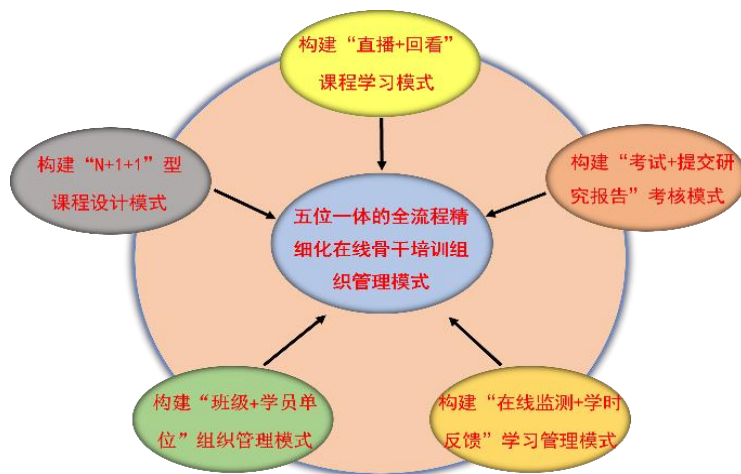 构建“直播+回看”
课程学习模式
构建“N+1+1”型
课程设计模式
构建“考试+提交研
究报告”考核模式
五位一体的全流程精
细化在线骨干培训组
织管理模式
构建“班级+学员单
位”组织管理模式
构建“在线监测+学时
反馈”学习管理模式